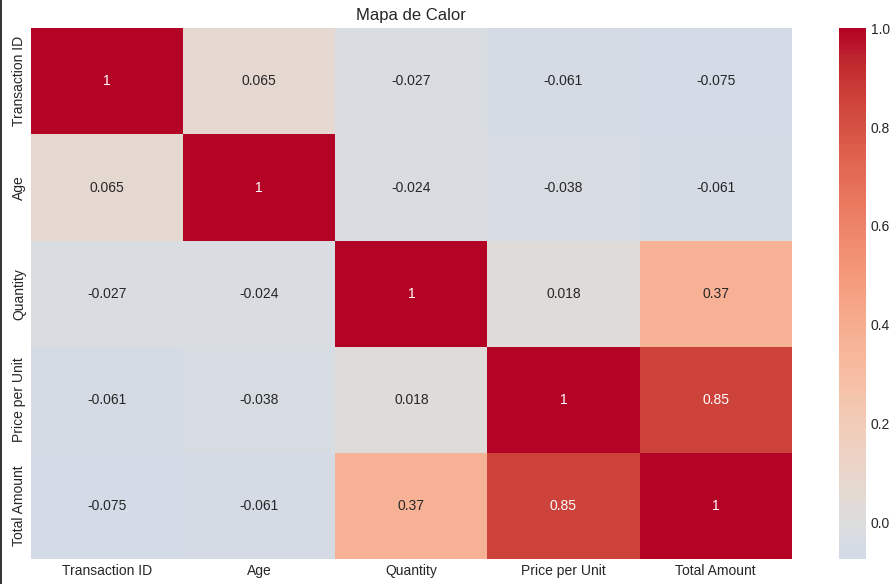 Mapa de Calor
Transaction ID 1 0.065 -0.027 -0.061 -0.075
Age 0.065 1 -0.024 -0.038 -0.061
Quantity -0.027 -0.024 1 0.018 0.37
Price per Unit -0.061 -0.038 0.018 1 0.85
Total Amount -0.075 -0.061 0.37 0.85 1
Transaction ID Age Quantity Price per Unit Total Amount
1.0
0.8
0.6
0.4
0.2
0.0